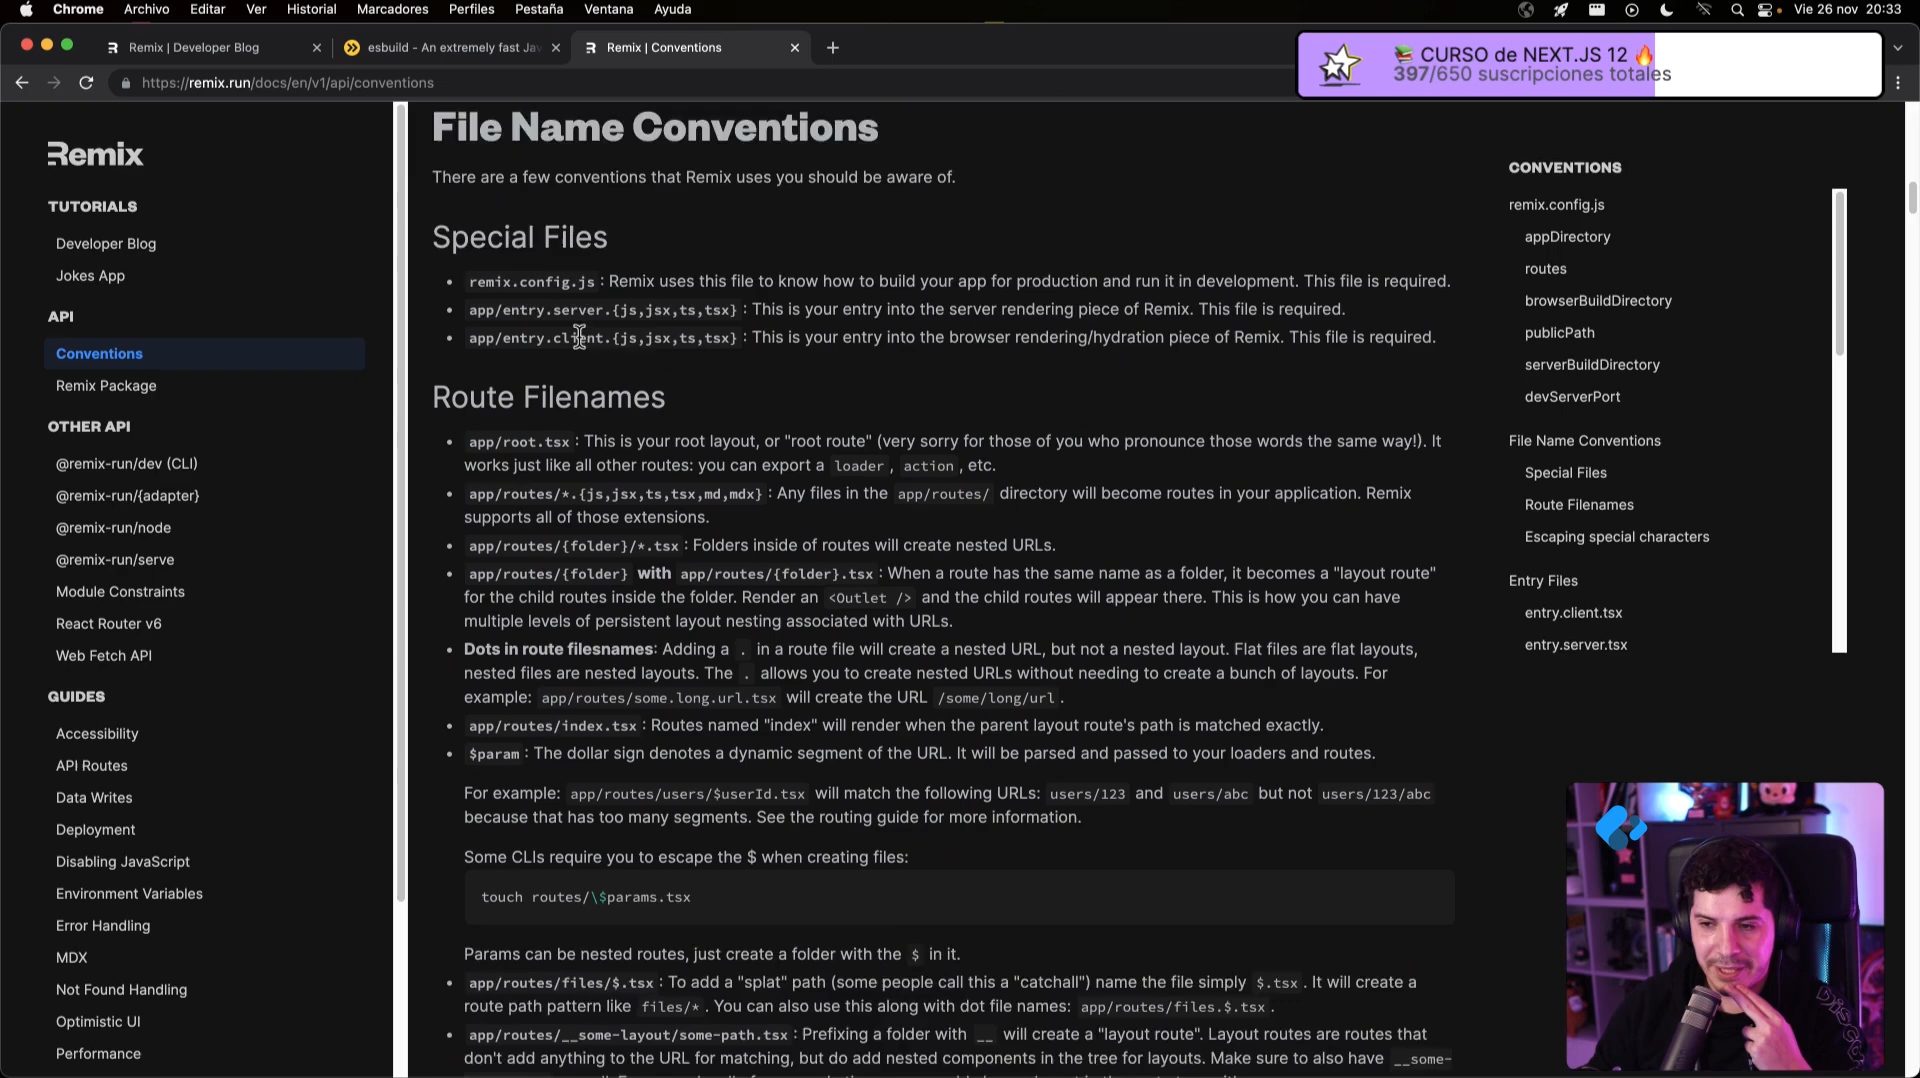 Chrome Archivo Editar Ver Historial Marcadores Perfiles Pestaña Ventana Ayuda
Vie 26 nov 20:33
Remix | Developer Blog
esbuild - An extremely fast Jav
Remix | Conventions
https://remix.run/docs/en/v1/api/conventions
📚 CURSO de NEXT.JS 12 🔥
397/650 suscripciones totales
Remix
TUTORIALS
Developer Blog
Jokes App
API
Conventions
Remix Package
OTHER API
@remix-run/dev (CLI)
@remix-run/{adapter}
@remix-run/node
@remix-run/serve
Module Constraints
React Router v6
Web Fetch API
GUIDES
Accessibility
API Routes
Data Writes
Deployment
Disabling JavaScript
Environment Variables
Error Handling
MDX
Not Found Handling
Optimistic UI
Performance
File Name Conventions
There are a few conventions that Remix uses you should be aware of.
Special Files
• remix.config.js : Remix uses this file to know how to build your app for production and run it in development. This file is required.
• app/entry.server.{js,jsx,ts,tsx} : This is your entry into the server rendering piece of Remix. This file is required.
• app/entry.client.{js,jsx,ts,tsx} : This is your entry into the browser rendering/hydration piece of Remix. This file is required.
Route Filenames
• app/root.tsx : This is your root layout, or "root route" (very sorry for those of you who pronounce those words the same way!). It
works just like all other routes: you can export a loader , action , etc.
• app/routes/*.{js,jsx,ts,tsx,md,mdx} : Any files in the app/routes/ directory will become routes in your application. Remix
supports all of those extensions.
• app/routes/{folder}/*.tsx : Folders inside of routes will create nested URLs.
• app/routes/{folder} with app/routes/{folder}.tsx : When a route has the same name as a folder, it becomes a "layout route"
for the child routes inside the folder. Render an <Outlet /> and the child routes will appear there. This is how you can have
multiple levels of persistent layout nesting associated with URLs.
• Dots in route filesnames: Adding a . in a route file will create a nested URL, but not a nested layout. Flat files are flat layouts,
nested files are nested layouts. The . allows you to create nested URLs without needing to create a bunch of layouts. For
example: app/routes/some.long.url.tsx will create the URL /some/long/url .
• app/routes/index.tsx : Routes named "index" will render when the parent layout route's path is matched exactly.
• $param : The dollar sign denotes a dynamic segment of the URL. It will be parsed and passed to your loaders and routes.
For example: app/routes/users/$userId.tsx will match the following URLs: users/123 and users/abc but not users/123/abc
because that has too many segments. See the routing guide for more information.
Some CLIs require you to escape the $ when creating files:
touch routes/\$params.tsx
Params can be nested routes, just create a folder with the $ in it.
• app/routes/files/$.tsx : To add a "splat" path (some people call this a "catchall") name the file simply $.tsx . It will create a
route path pattern like files/* . You can also use this along with dot file names: app/routes/files.$.tsx .
• app/routes/__some-layout/some-path.tsx : Prefixing a folder with __ will create a "layout route". Layout routes are routes that
don't add anything to the URL for matching, but do add nested components in the tree for layouts. Make sure to also have __some-
CONVENTIONS
remix.config.js
appDirectory
routes
browserBuildDirectory
publicPath
serverBuildDirectory
devServerPort
File Name Conventions
Special Files
Route Filenames
Escaping special characters
Entry Files
entry.client.tsx
entry.server.tsx